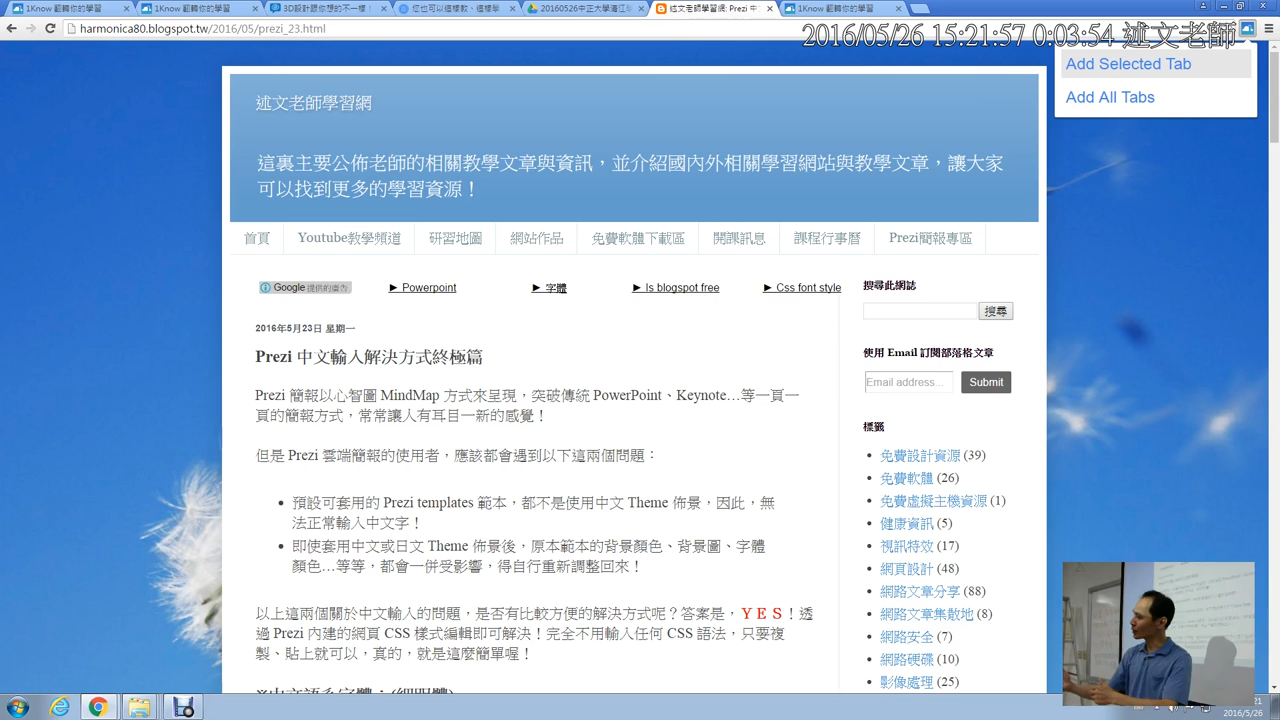 1Know 翻轉你的學習
1Know 翻轉你的學習
3D設計跟你想的不一樣！
您也可以這樣教、這樣學
20160526中正大學清江學
述文老師學習網: Prezi 中
1Know 翻轉你的學習
harmonica80.blogspot.tw/2016/05/prezi_23.html
2016/05/26 15:21:57 0:03:54 述文老師
Add Selected Tab
Add All Tabs
述文老師學習網
這裏主要公佈老師的相關教學文章與資訊，並介紹國內外相關學習網站與教學文章，讓大家
可以找到更多的學習資源！
首頁
Youtube教學頻道
研習地圖
網站作品
免費軟體下載區
開課訊息
課程行事曆
Prezi簡報專區
Google 提供的廣告
► Powerpoint
► 字體
► Is blogspot free
► Css font style
2016年5月23日 星期一
Prezi 中文輸入解決方式終極篇
Prezi 簡報以心智圖 MindMap 方式來呈現，突破傳統 PowerPoint、Keynote…等一頁一
頁的簡報方式，常常讓人有耳目一新的感覺！
但是 Prezi 雲端簡報的使用者，應該都會遇到以下這兩個問題：
• 預設可套用的 Prezi templates 範本，都不是使用中文 Theme 佈景，因此，無
法正常輸入中文字！
• 即使套用中文或日文 Theme 佈景後，原本範本的背景顏色、背景圖、字體
顏色…等等，都會一併受影響，得自行重新調整回來！
以上這兩個關於中文輸入的問題，是否有比較方便的解決方式呢？答案是，ＹＥＳ！透
過 Prezi 內建的網頁 CSS 樣式編輯即可解決！完全不用輸入任何 CSS 語法，只要複
製、貼上就可以，真的，就是這麼簡單喔！
搜尋此網誌
搜尋
使用 Email 訂閱部落格文章
Email address...
Submit
標籤
• 免費設計資源 (39)
• 免費軟體 (26)
• 免費虛擬主機資源 (1)
• 健康資訊 (5)
• 視訊特效 (17)
• 網頁設計 (48)
• 網路文章分享 (88)
• 網路文章集散地 (8)
• 網路安全 (7)
• 網路硬碟 (10)
• 影像處理 (25)
2016/5/26